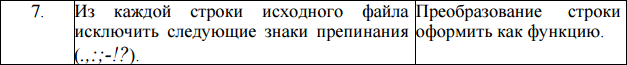 7. Из каждой строки исходного файла Преобразование строки
исключить следующие знаки препинания оформить как функцию.
(.,:;-!?).